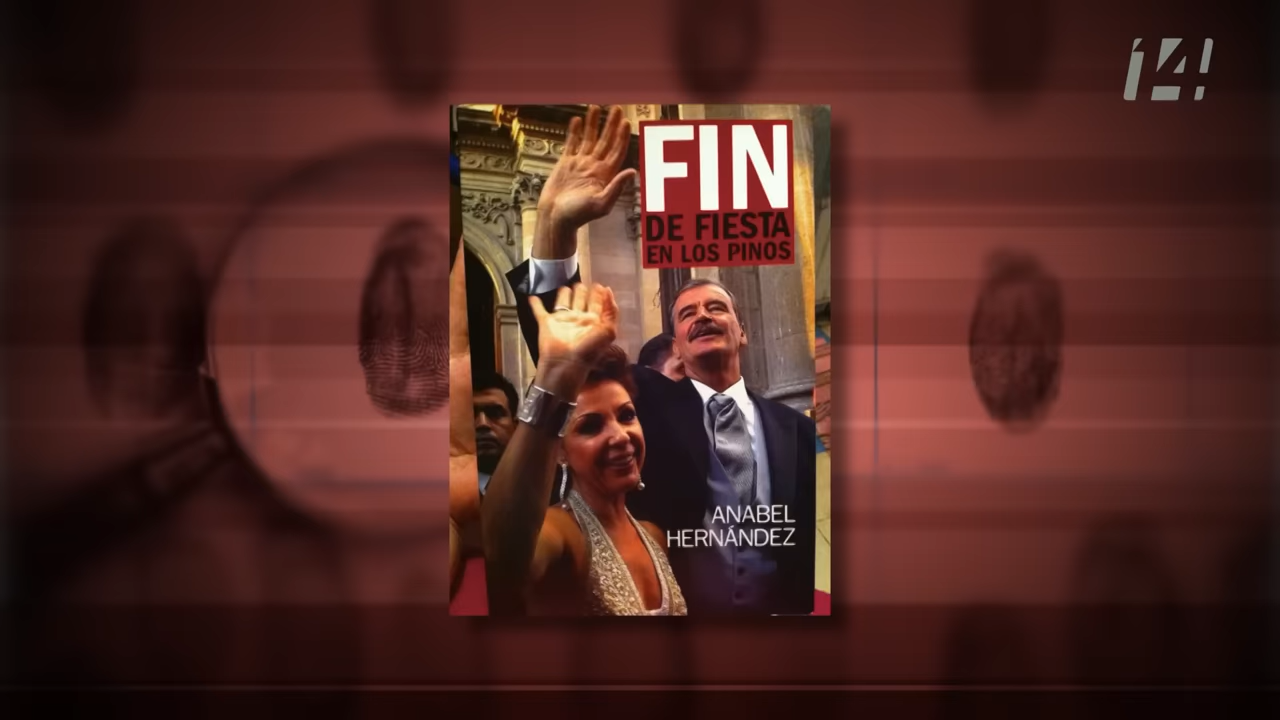 14!
FIN
DE FIESTA
EN LOS PINOS
ANABEL
HERNÁNDEZ